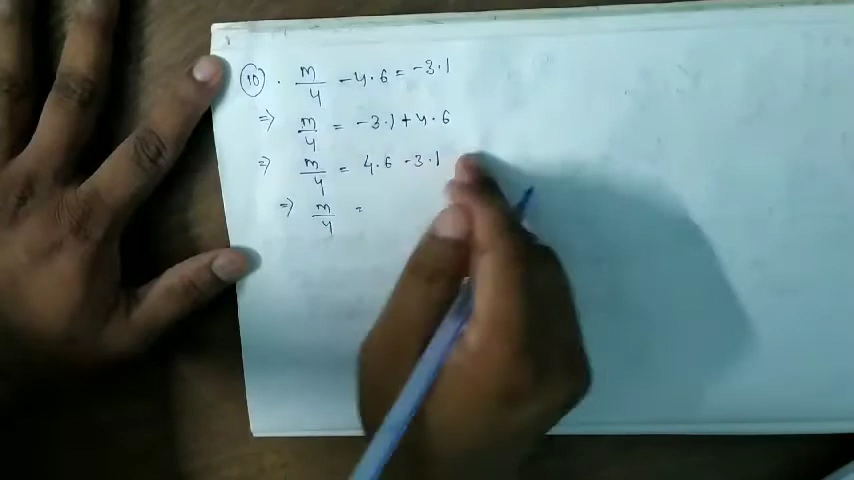 (10). m/4 - 4.6 = -3.1
⇒ m/4 = -3.1 + 4.6
⇒ m/4 = 4.6 - 3.1
⇒ m/4 =